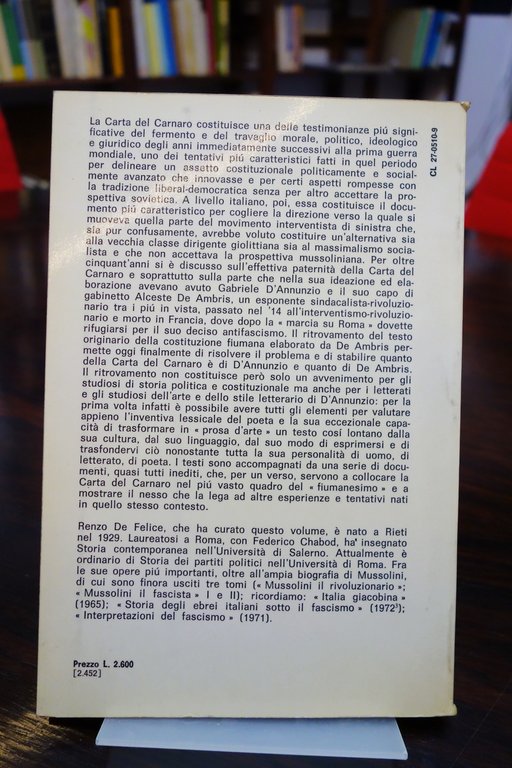 La Carta del Carnaro costituisce una delle testimonianze piú signi-
ficative del fermento e del travaglio morale, politico, ideologico
e giuridico degli anni immediatamente successivi alla prima guerra
mondiale, uno dei tentativi piú caratteristici fatti in quel periodo
per delineare un assetto costituzionale politicamente e social-
mente avanzato che innovasse e per certi aspetti rompesse con
la tradizione liberal-democratica senza per altro accettare la pro-
spettiva sovietica. A livello italiano, poi, essa costituisce il docu-
mento piú caratteristico per cogliere la direzione verso la quale si
muoveva quella parte del movimento interventista di sinistra che,
sia pur confusamente, avrebbe voluto costituire un'alternativa sia
alla vecchia classe dirigente giolittiana sia al massimalismo socia-
lista e che non accettava la prospettiva mussoliniana. Per oltre
cinquant'anni si è discusso sull'effettiva paternità della Carta del
Carnaro e soprattutto sulla parte che nella sua ideazione ed ela-
borazione avevano avuto Gabriele D'Annunzio e il suo capo di
gabinetto Alceste De Ambris, un esponente sindacalista-rivoluzio-
nario tra i piú in vista, passato nel '14 all'interventismo-rivoluzio-
nario e morto in Francia, dove dopo la « marcia su Roma » dovette
rifugiarsi per il suo deciso antifascismo. Il ritrovamento del testo
originario della costituzione fiumana elaborato da De Ambris per-
mette oggi finalmente di risolvere il problema e di stabilire quanto
della Carta del Carnaro è di D'Annunzio e quanto di De Ambris.
Il ritrovamento non costituisce però solo un avvenimento per gli
studiosi di storia politica e costituzionale ma anche per i letterati
e gli studiosi dell'arte e dello stile letterario di D'Annunzio: per la
prima volta infatti è possibile avere tutti gli elementi per valutare
appieno l'inventiva lessicale del poeta e la sua eccezionale capa-
cità di trasformare in « prosa d'arte » un testo cosí lontano dalla
sua cultura, dal suo linguaggio, dal suo modo di esprimersi e di
trasfondervi ciò nonostante tutta la sua personalità di uomo, di
letterato, di poeta. I testi sono accompagnati da una serie di docu-
menti, quasi tutti inediti, che, per un verso, servono a collocare la
Carta del Carnaro nel piú vasto quadro del « fiumanesimo » e a
mostrare il nesso che la lega ad altre esperienze e tentativi nati
in quello stesso contesto.
Renzo De Felice, che ha curato questo volume, è nato a Rieti
nel 1929. Laureatosi a Roma, con Federico Chabod, ha insegnato
Storia contemporanea nell'Università di Salerno. Attualmente è
ordinario di Storia dei partiti politici nell'Università di Roma. Fra
le sue opere piú importanti, oltre all'ampia biografia di Mussolini,
di cui sono finora usciti tre tomi (« Mussolini il rivoluzionario »;
« Mussolini il fascista » I e II); ricordiamo: « Italia giacobina »
(1965); « Storia degli ebrei italiani sotto il fascismo » (1972³);
« Interpretazioni del fascismo » (1971).
Prezzo L. 2.600
[2.452]
CL 27-0510-9